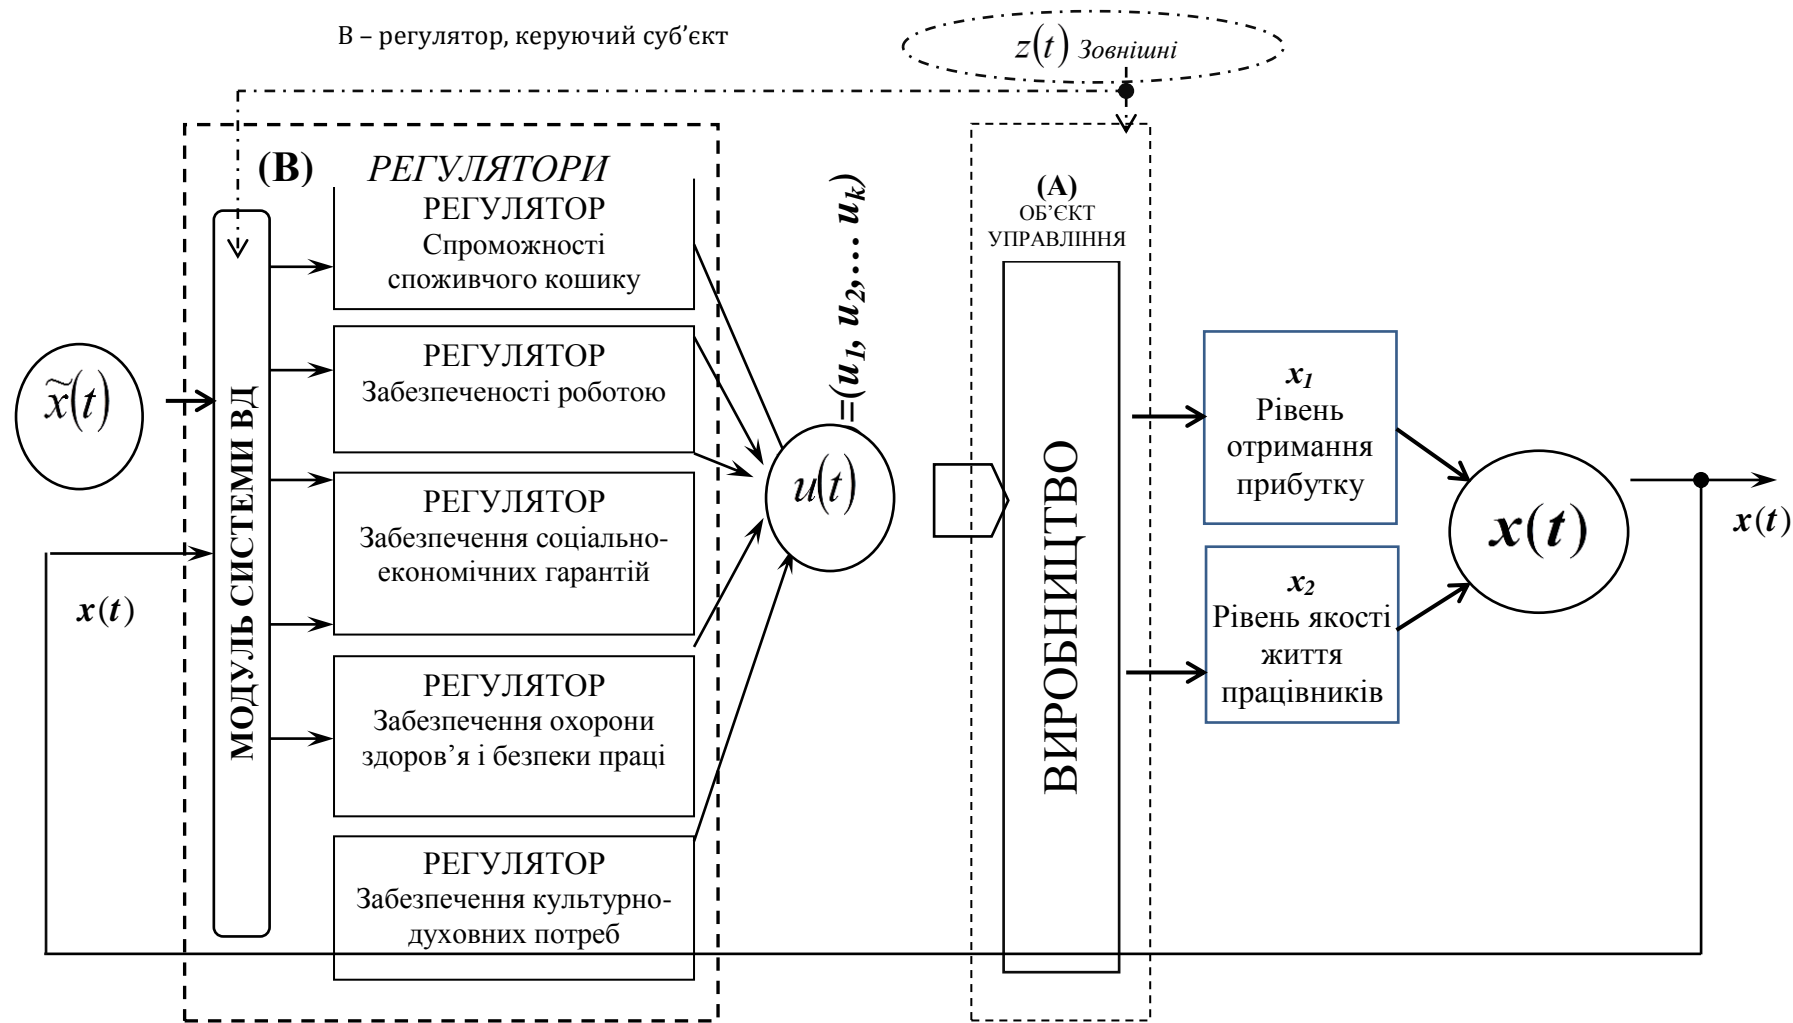 В – регулятор, керуючий суб’єкт
z(t) Зовнішні
(В) РЕГУЛЯТОРИ
РЕГУЛЯТОР
Спроможності
споживчого кошику
РЕГУЛЯТОР
Забезпеченості роботою
РЕГУЛЯТОР
Забезпечення соціально-
економічних гарантій
РЕГУЛЯТОР
Забезпечення охорони
здоров’я і безпеки праці
РЕГУЛЯТОР
Забезпечення культурно-
духовних потреб
МОДУЛЬ СИСТЕМИ ВД
x̃(t)
x(t)
u(t)
=(u₁, u₂,… uₖ)
(А)
ОБ’ЄКТ
УПРАВЛІННЯ
ВИРОБНИЦТВО
x₁
Рівень
отримання
прибутку
x₂
Рівень якості
життя
працівників
x(t)
x(t)